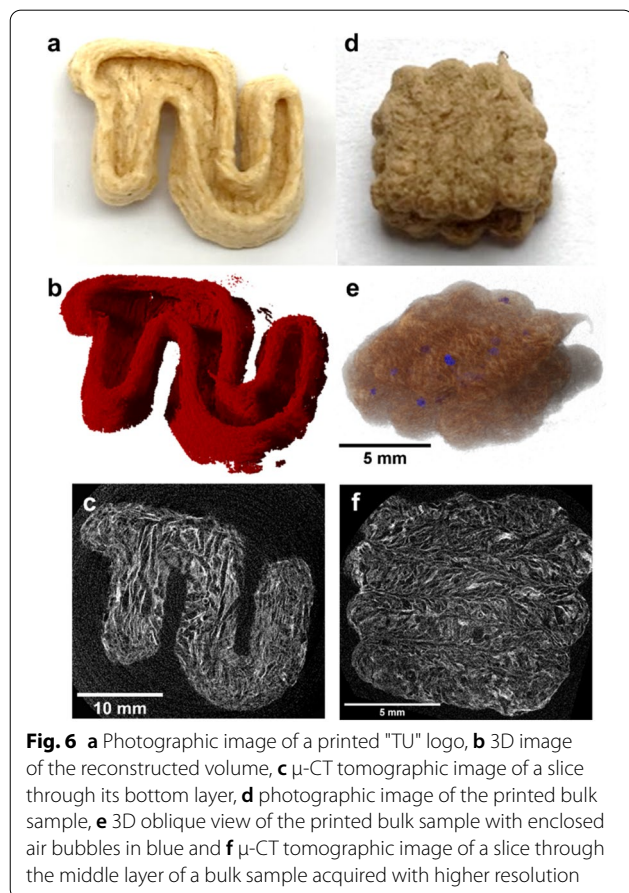 a
d
b
e
5 mm
c
f
10 mm
5 mm
Fig. 6 a Photographic image of a printed "TU" logo, b 3D image
of the reconstructed volume, c μ-CT tomographic image of a slice
through its bottom layer, d photographic image of the printed bulk
sample, e 3D oblique view of the printed bulk sample with enclosed
air bubbles in blue and f μ-CT tomographic image of a slice through
the middle layer of a bulk sample acquired with higher resolution